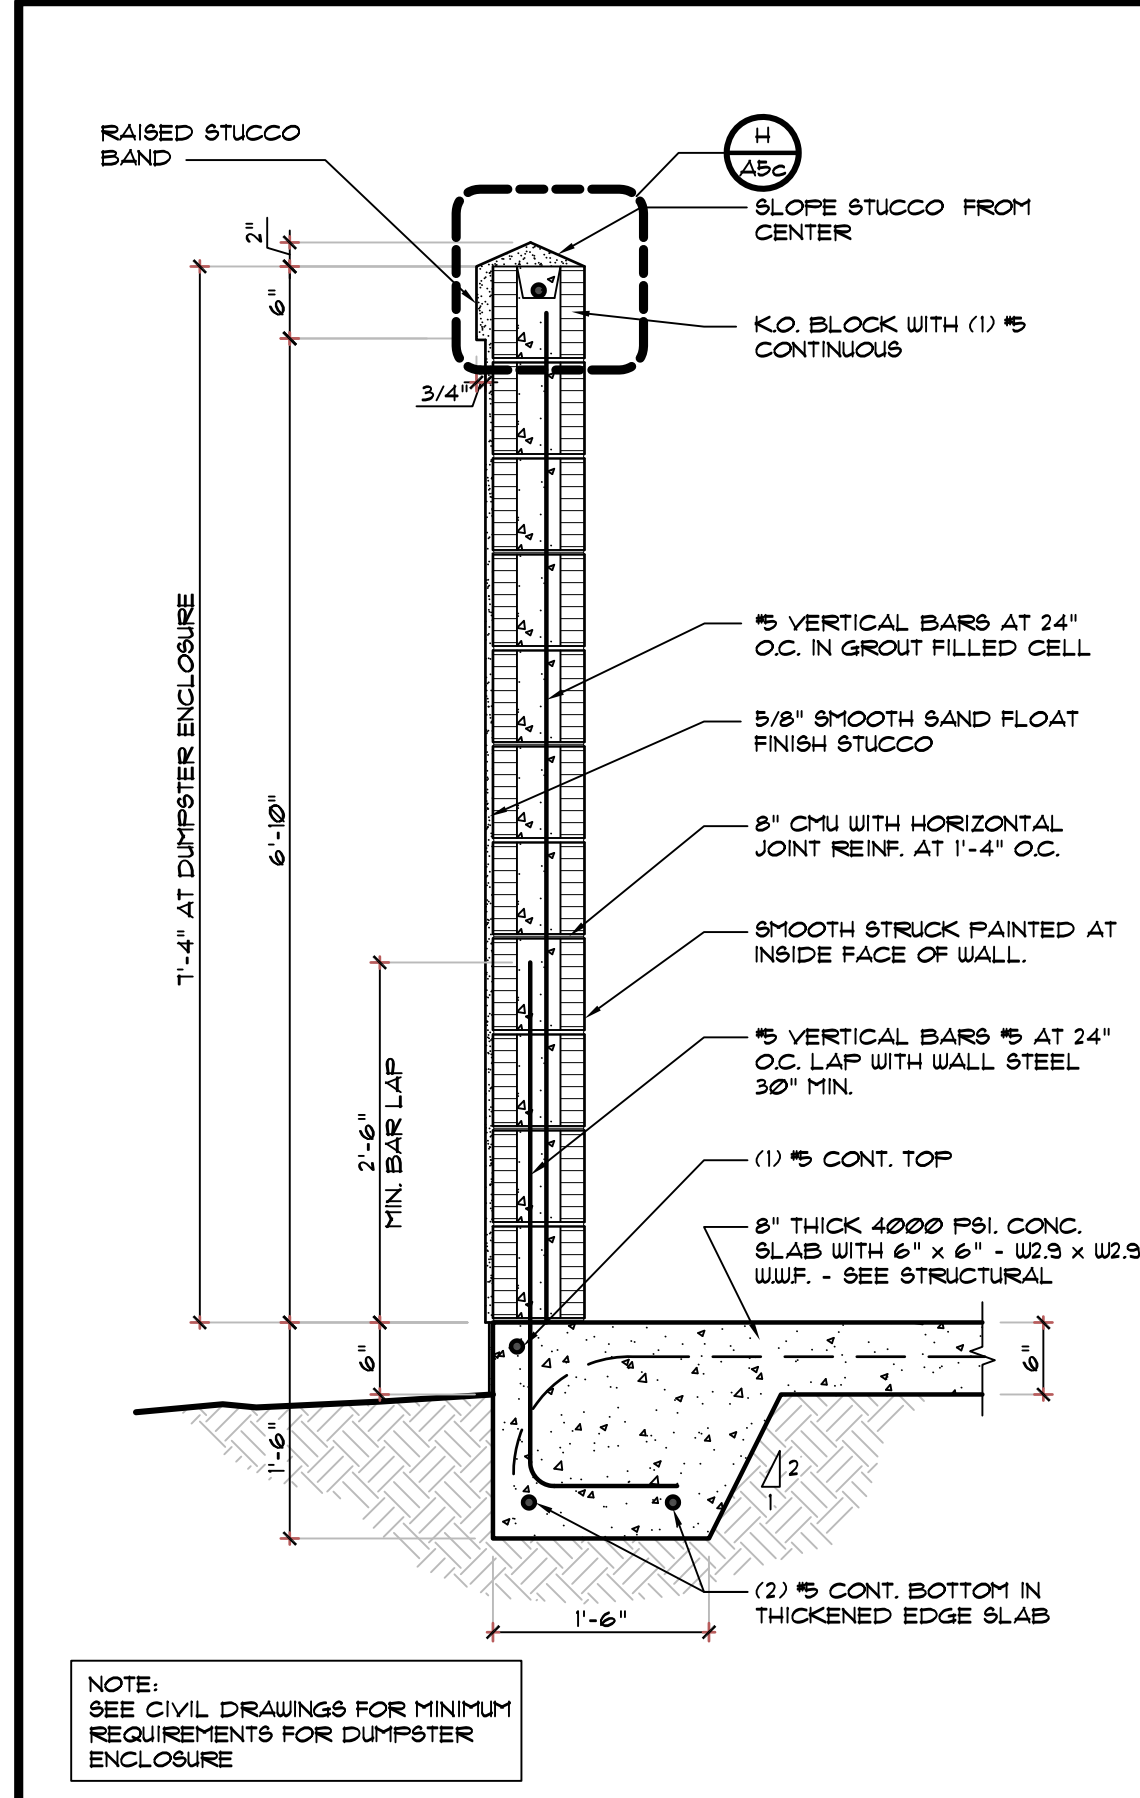 RAISED STUCCO
BAND
H
A5c
SLOPE STUCCO FROM
CENTER
2"
6"
K.O. BLOCK WITH (1) #5
CONTINUOUS
3/4"
7'-4" AT DUMPSTER ENCLOSURE
6'-10"
#5 VERTICAL BARS AT 24"
O.C. IN GROUT FILLED CELL
5/8" SMOOTH SAND FLOAT
FINISH STUCCO
8" CMU WITH HORIZONTAL
JOINT REINF. AT 1'-4" O.C.
SMOOTH STRUCK PAINTED AT
INSIDE FACE OF WALL.
2'-6"
MIN. BAR LAP
#5 VERTICAL BARS #5 AT 24"
O.C. LAP WITH WALL STEEL
30" MIN.
(1) #5 CONT. TOP
8" THICK 4000 PSI. CONC.
SLAB WITH 6" x 6" - W2.9 x W2.9
W.W.F. - SEE STRUCTURAL
6"
6"
1'-6"
2
1
(2) #5 CONT. BOTTOM IN
THICKENED EDGE SLAB
1'-6"
NOTE:
SEE CIVIL DRAWINGS FOR MINIMUM
REQUIREMENTS FOR DUMPSTER
ENCLOSURE